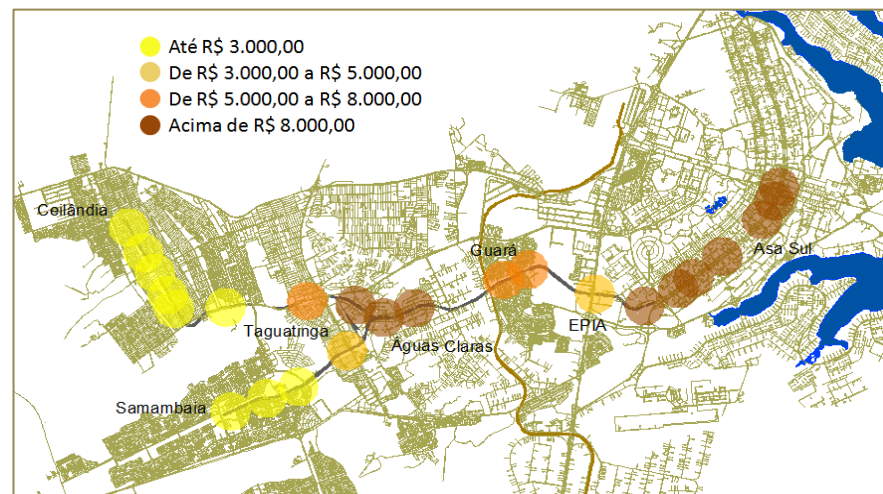 Até R$ 3.000,00
De R$ 3.000,00 a R$ 5.000,00
De R$ 5.000,00 a R$ 8.000,00
Acima de R$ 8.000,00
Ceilândia
Guará
Asa Sul
Taguatinga
EPIA
Águas Claras
Samambaia